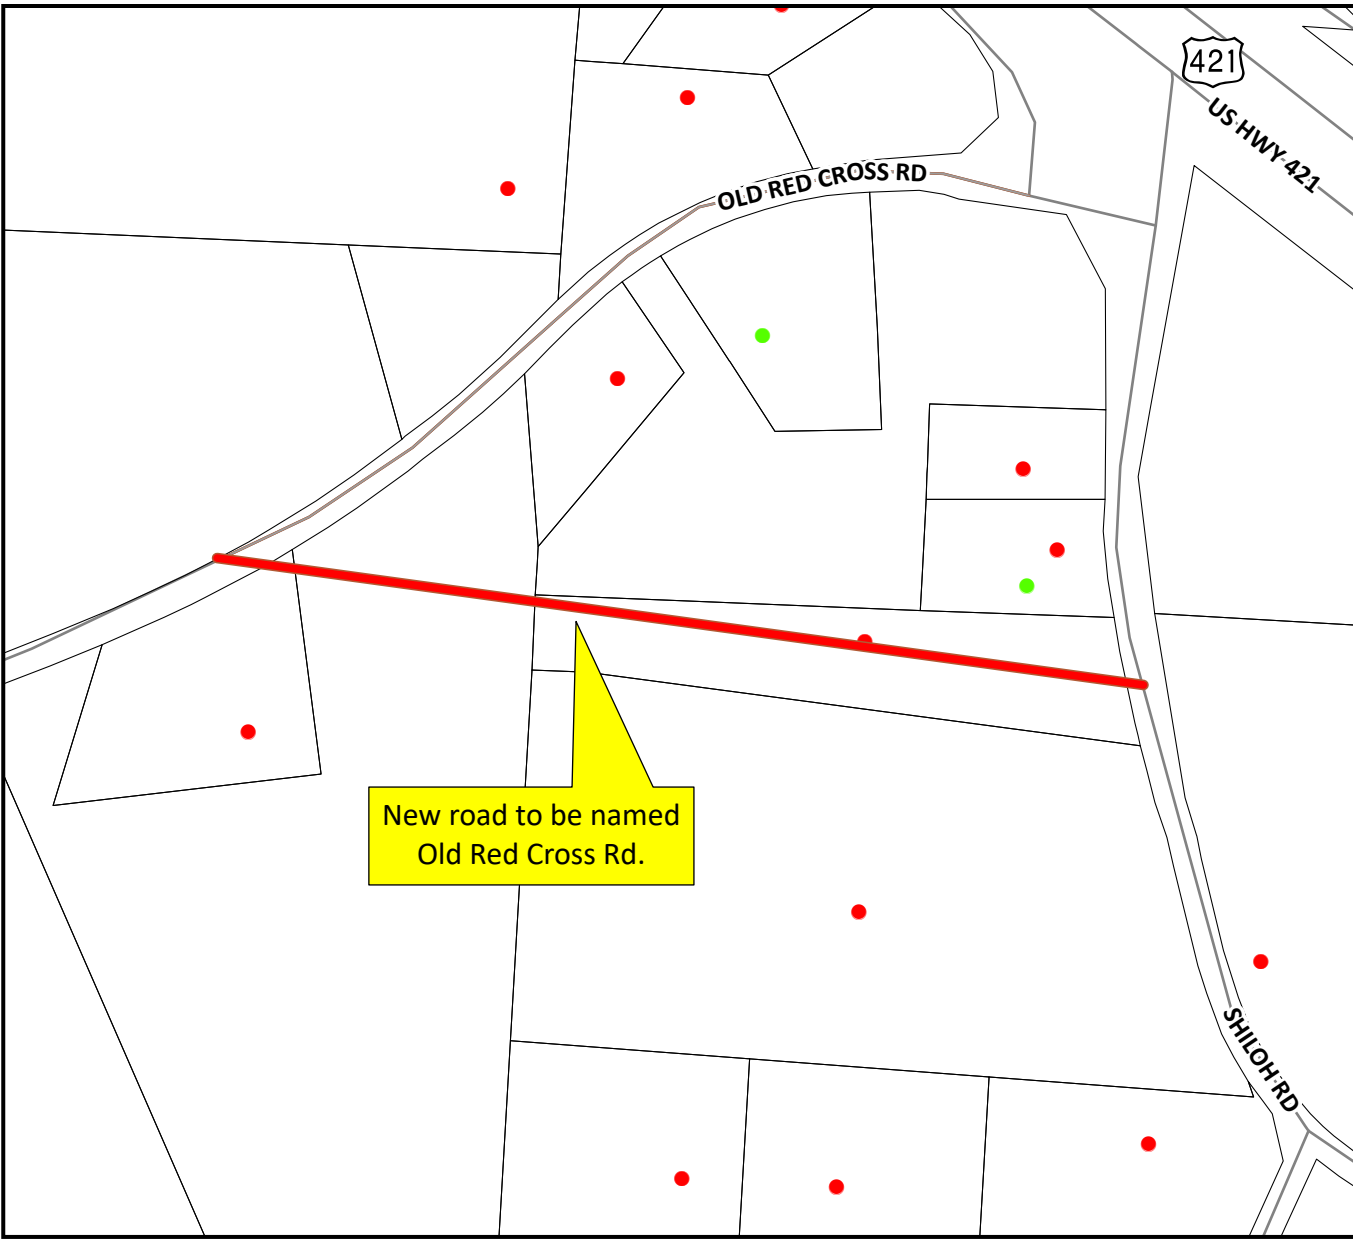 421
US HWY 421
OLD RED CROSS RD
New road to be named
Old Red Cross Rd.
SHILOH RD